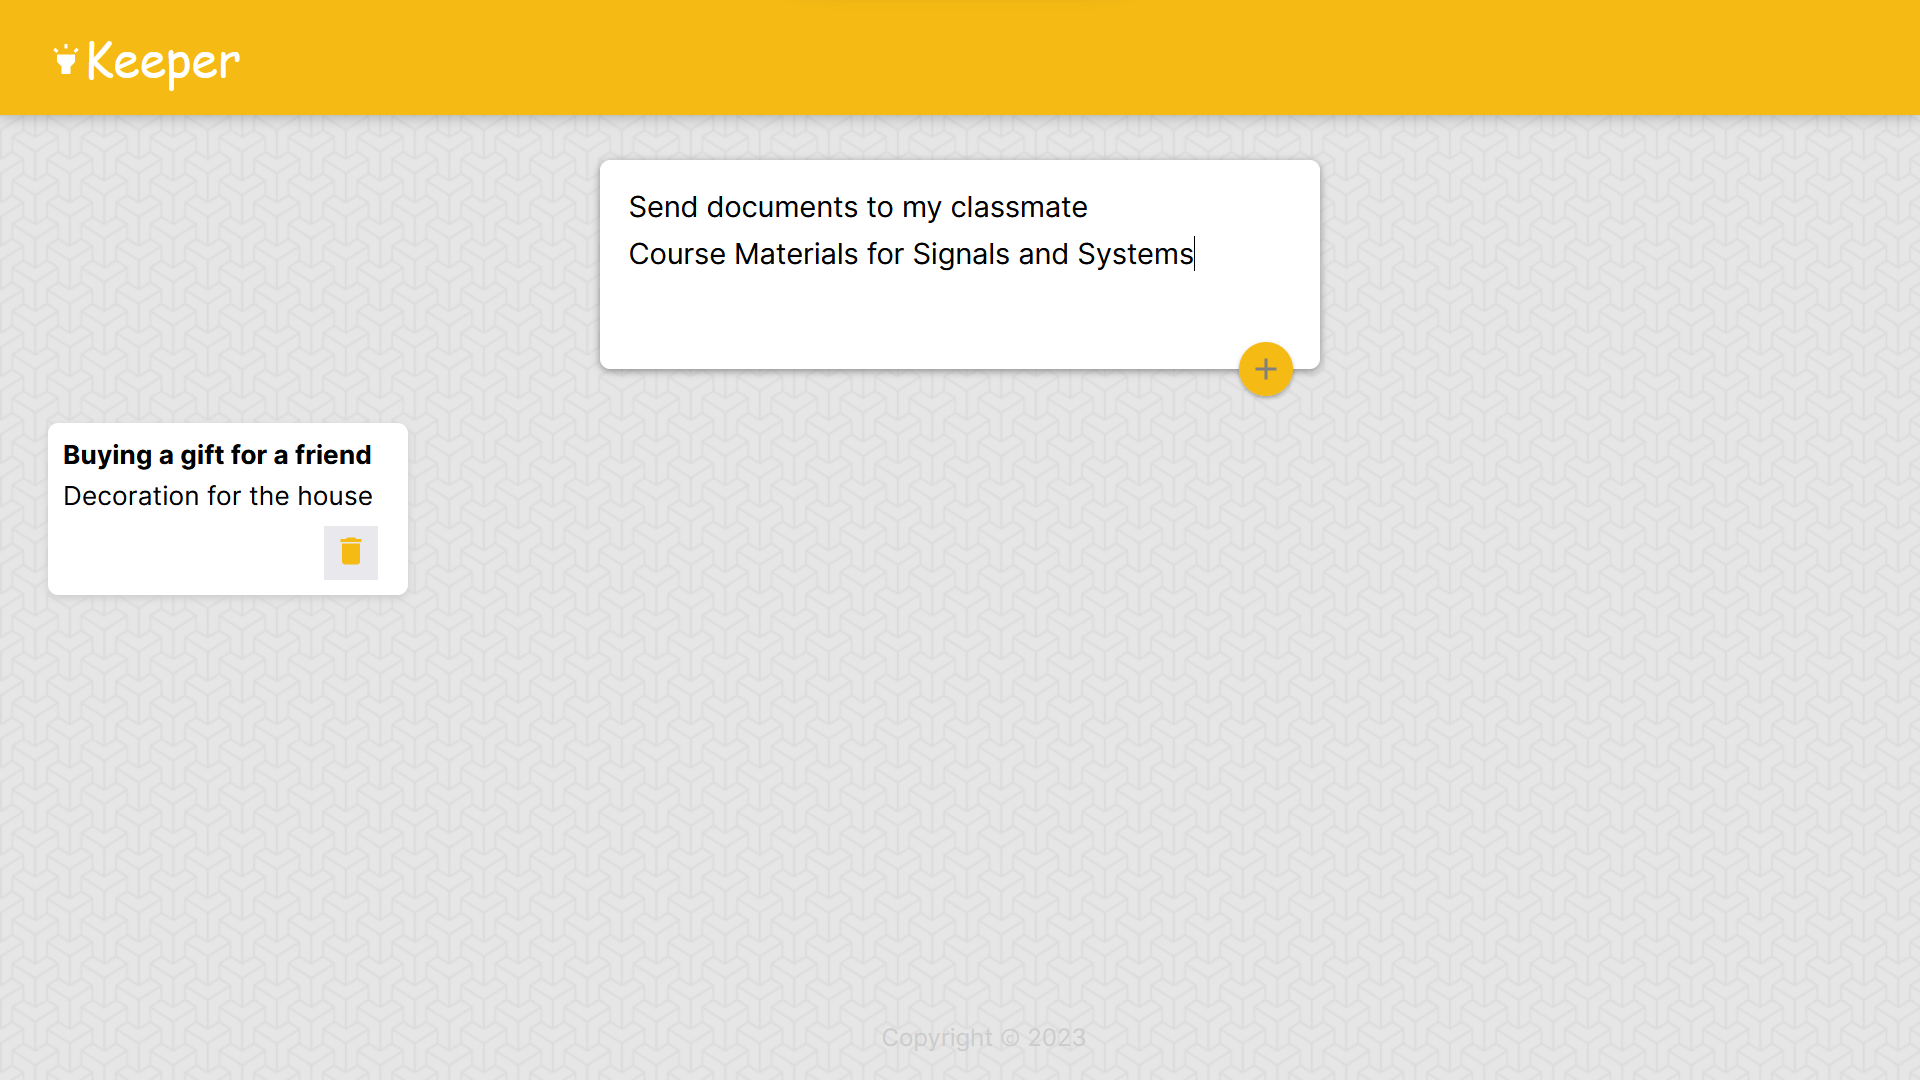 Keeper
Send documents to my classmate
Course Materials for Signals and Systems
Buying a gift for a friend
Decoration for the house
Copyright © 2023